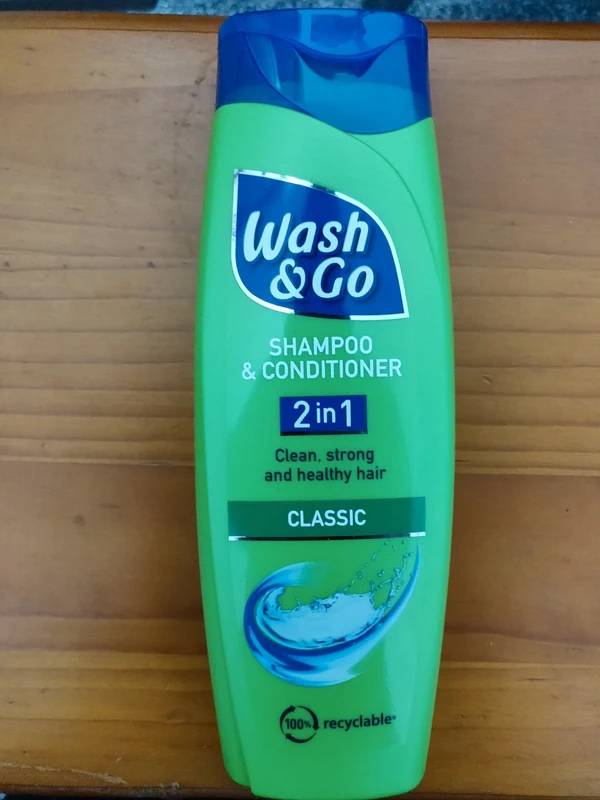 Wash
&Go
SHAMPOO
& CONDITIONER
2 in 1
Clean, strong
and healthy hair
CLASSIC
100% recyclable*